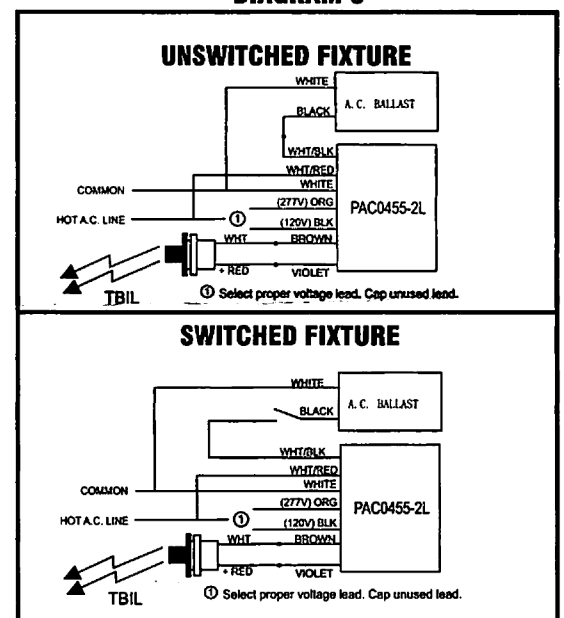 UNSWITCHED FIXTURE
WHITE
A.C. BALLAST
BLACK
WHT/BLK
WHT/RED
COMMON
WHITE
(277V) ORG
PAC0455-2L
HOT A.C. LINE
①
(120V) BLK
WHT
BROWN
+ RED
VIOLET
TBIL
① Select proper voltage lead. Cap unused lead.
SWITCHED FIXTURE
WHITE
A.C. BALLAST
BLACK
WHT/BLK
WHT/RED
COMMON
WHITE
(277V) ORG
PAC0455-2L
HOT A.C. LINE
①
(120V) BLK
WHT
BROWN
+ RED
VIOLET
TBIL
① Select proper voltage lead. Cap unused lead.